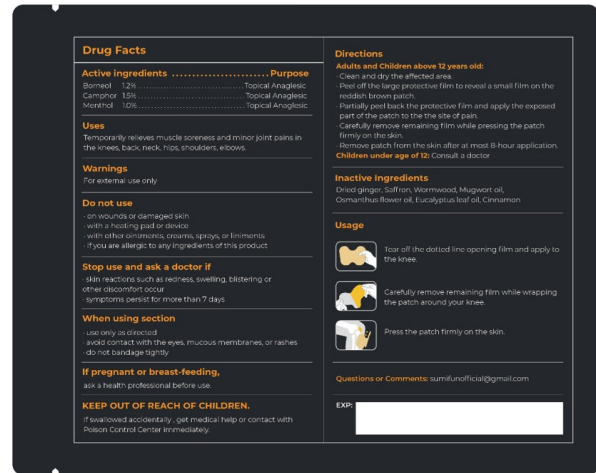 Drug Facts
Active ingredients ........................ Purpose
Borneol 1.2% ........................ Topical Anaglesic
Camphor 1.5% ........................ Topical Anaglesic
Menthol 1.0% ........................ Topical Anaglesic
Uses
Temporarily relieves muscle soreness and minor joint pains in
the knees, back, neck, hips, shoulders, elbows.
Warnings
For external use only
Do not use
· on wounds or damaged skin
· with a heating pad or device
· with other ointments, creams, sprays, or liniments
· if you are allergic to any ingredients of this product
Stop use and ask a doctor if
· skin reactions such as redness, swelling, blistering or
other discomfort occur
· symptoms persist for more than 7 days
When using section
· use only as directed
· avoid contact with the eyes, mucous membranes, or rashes
· do not bandage tightly
If pregnant or breast-feeding,
ask a health professional before use.
KEEP OUT OF REACH OF CHILDREN.
If swallowed accidentally, get medical help or contact with
Poison Control Center immediately.
Directions
Adults and Children above 12 years old:
·Clean and dry the affected area.
·Peel off the large protective film to reveal a small film on the
reddish brown patch.
·Partially peel back the protective film and apply the exposed
part of the patch to the the site of pain.
·Carefully remove remaining film while pressing the patch
firmly on the skin.
·Remove patch from the skin after at most 8-hour application.
Children under age of 12: Consult a doctor
Inactive Ingredients
Dried ginger, Saffron, Wormwood, Mugwort oil,
Osmanthus flower oil, Eucalyptus leaf oil, Cinnamon
Usage
Tear off the dotted line opening film and apply to
the knee.
Carefully remove remaining film while wrapping
the patch around your knee.
Press the patch firmly on the skin.
Questions or Comments: sumifunofficial@gmail.com
EXP: